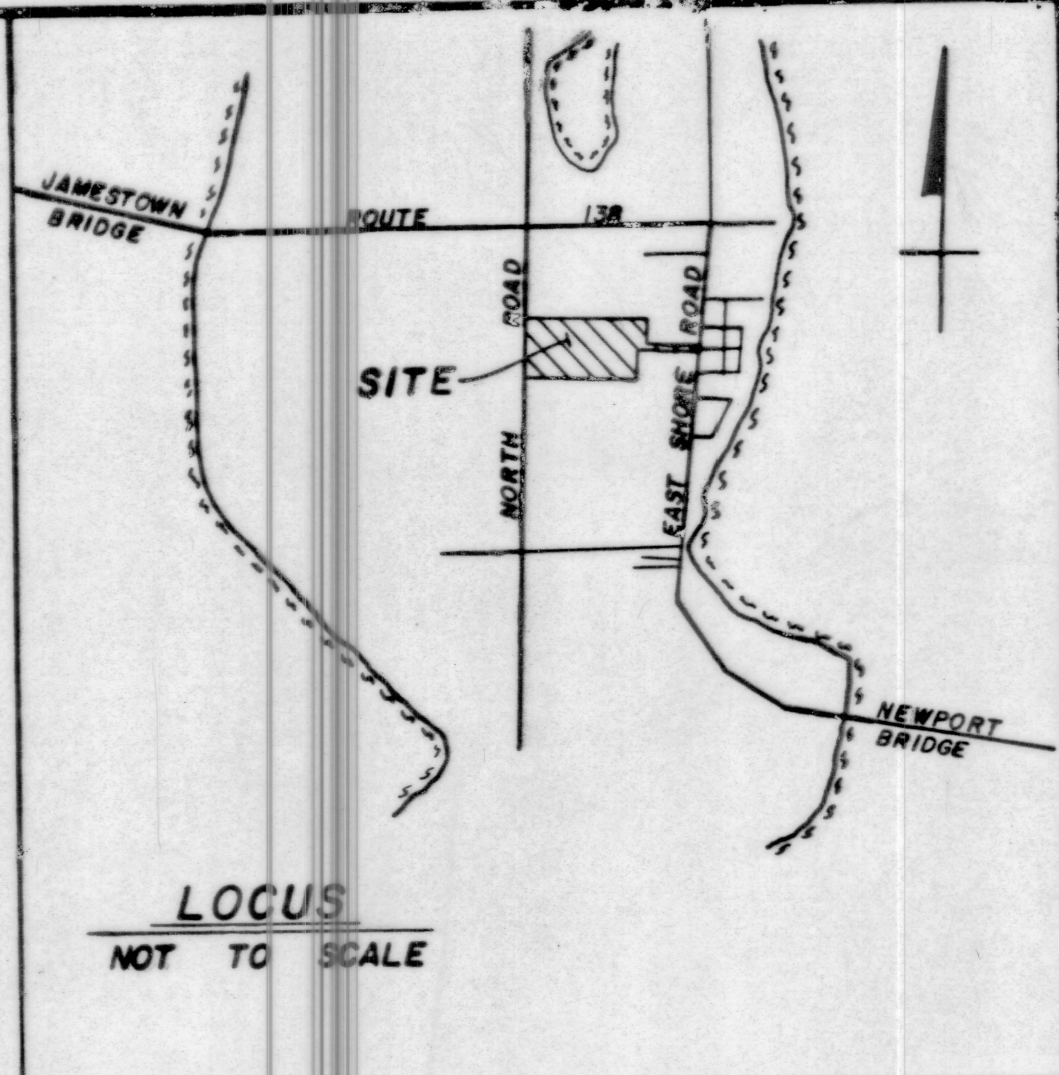 JAMESTOWN
BRIDGE
ROUTE 138
NORTH ROAD
EAST SHORE ROAD
SITE
NEWPORT
BRIDGE
LOCUS
NOT TO SCALE